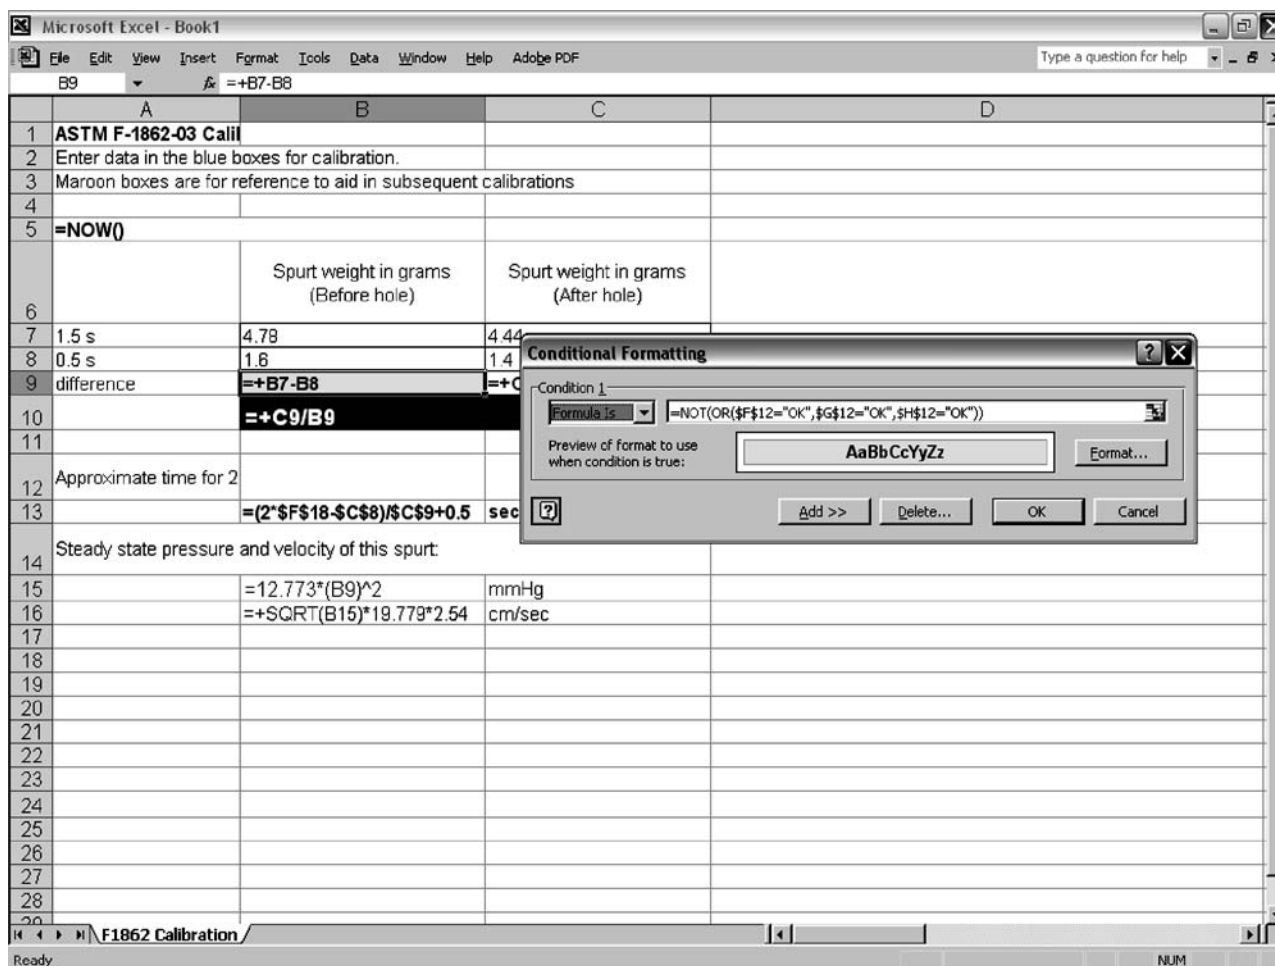 Microsoft Excel - Book1
File Edit View Insert Format Tools Data Window Help Adobe PDF Type a question for help
B9 fx =+B7-B8
A B C D
1 ASTM F-1862-03 Cali
2 Enter data in the blue boxes for calibration.
3 Maroon boxes are for reference to aid in subsequent calibrations
4
5 =NOW()
Spurt weight in grams Spurt weight in grams
(Before hole) (After hole)
6
7 1.5 s 4.78 4.44
8 0.5 s 1.6 1.4
9 difference =+B7-B8 =+C
10 =+C9/B9
11
12 Approximate time for 2
13 =(2*$F$18-$C$8)/$C$9+0.5 sec
14 Steady state pressure and velocity of this spurt:
15 =12.773*(B9)^2 mmHg
16 =+SQRT(B15)*19.779*2.54 cm/sec
17
18
19
20
21
22
23
24
25
26
27
28
29
Conditional Formatting
Condition 1
Formula Is =NOT(OR($F$12="OK",$G$12="OK",$H$12="OK"))
Preview of format to use
when condition is true:
AaBbCcYyZz
Format...
Add >> Delete... OK Cancel
F1862 Calibration
Ready NUM